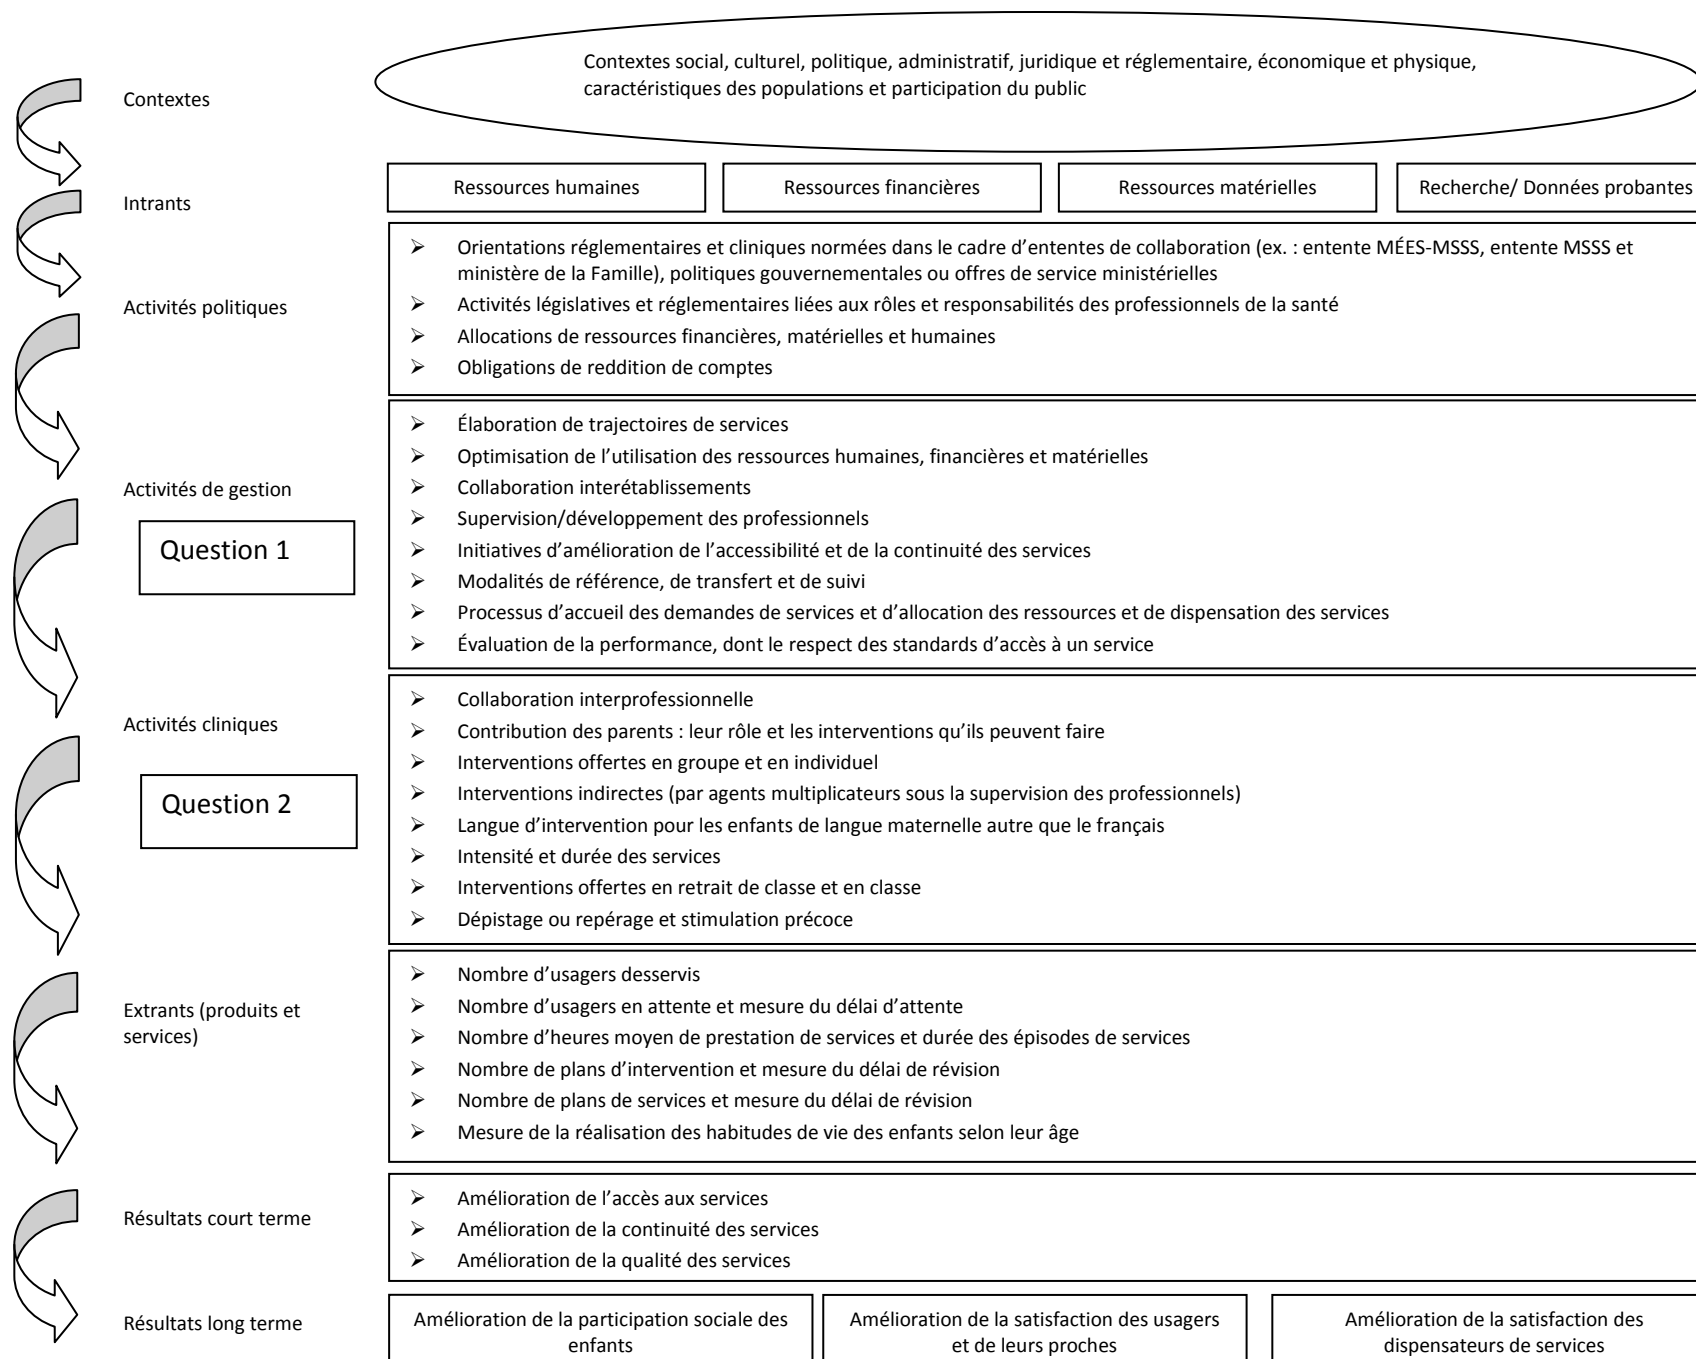 Contextes
Contextes social, culturel, politique, administratif, juridique et réglementaire, économique et physique,
caractéristiques des populations et participation du public
Intrants
Ressources humaines
Ressources financières
Ressources matérielles
Recherche/ Données probantes
Activités politiques
➢ Orientations réglementaires et cliniques normées dans le cadre d’ententes de collaboration (ex. : entente MÉES-MSSS, entente MSSS et
ministère de la Famille), politiques gouvernementales ou offres de service ministérielles
➢ Activités législatives et réglementaires liées aux rôles et responsabilités des professionnels de la santé
➢ Allocations de ressources financières, matérielles et humaines
➢ Obligations de reddition de comptes
Activités de gestion
Question 1
➢ Élaboration de trajectoires de services
➢ Optimisation de l’utilisation des ressources humaines, financières et matérielles
➢ Collaboration interétablissements
➢ Supervision/développement des professionnels
➢ Initiatives d’amélioration de l’accessibilité et de la continuité des services
➢ Modalités de référence, de transfert et de suivi
➢ Processus d’accueil des demandes de services et d’allocation des ressources et de dispensation des services
➢ Évaluation de la performance, dont le respect des standards d’accès à un service
Activités cliniques
Question 2
➢ Collaboration interprofessionnelle
➢ Contribution des parents : leur rôle et les interventions qu’ils peuvent faire
➢ Interventions offertes en groupe et en individuel
➢ Interventions indirectes (par agents multiplicateurs sous la supervision des professionnels)
➢ Langue d’intervention pour les enfants de langue maternelle autre que le français
➢ Intensité et durée des services
➢ Interventions offertes en retrait de classe et en classe
➢ Dépistage ou repérage et stimulation précoce
Extrants (produits et
services)
➢ Nombre d’usagers desservis
➢ Nombre d’usagers en attente et mesure du délai d’attente
➢ Nombre d’heures moyen de prestation de services et durée des épisodes de services
➢ Nombre de plans d’intervention et mesure du délai de révision
➢ Nombre de plans de services et mesure du délai de révision
➢ Mesure de la réalisation des habitudes de vie des enfants selon leur âge
Résultats court terme
➢ Amélioration de l’accès aux services
➢ Amélioration de la continuité des services
➢ Amélioration de la qualité des services
Résultats long terme
Amélioration de la participation sociale des
enfants
Amélioration de la satisfaction des usagers
et de leurs proches
Amélioration de la satisfaction des
dispensateurs de services